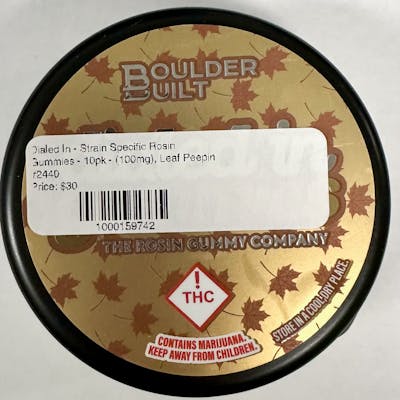 BOULDER
BUILT
Dialed In - Strain Specific Rosin
Gummies - 10pk - (100mg), Leaf Peepin
r2440
Price: $30
1000159742
THE ROSIN GUMMY COMPANY
!
THC
CONTAINS MARIJUANA.
KEEP AWAY FROM CHILDREN.
STORE IN A COOL/DRY PLACE.